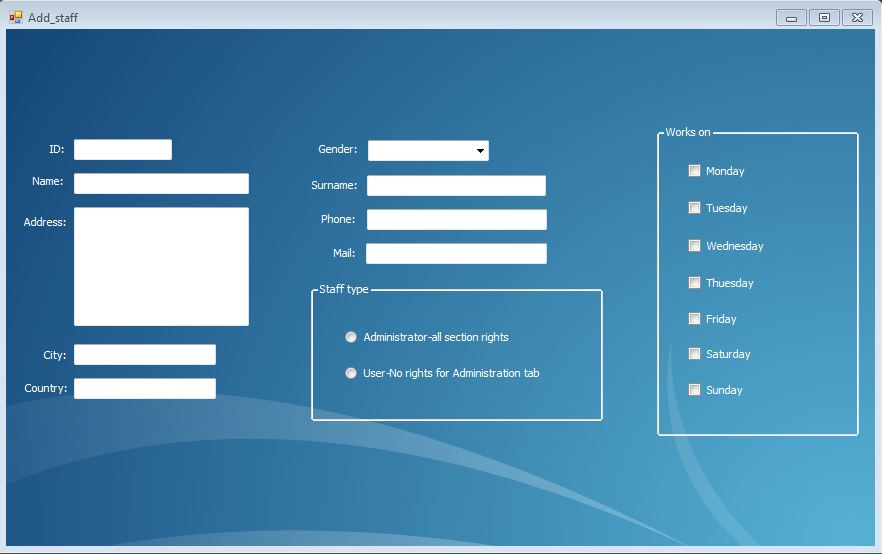 Add_staff
ID:
Name:
Address:
City:
Country:
Gender:
Surname:
Phone:
Mail:
Staff type
Administrator-all section rights
User-No rights for Administration tab
Works on
Monday
Tuesday
Wednesday
Thuesday
Friday
Saturday
Sunday